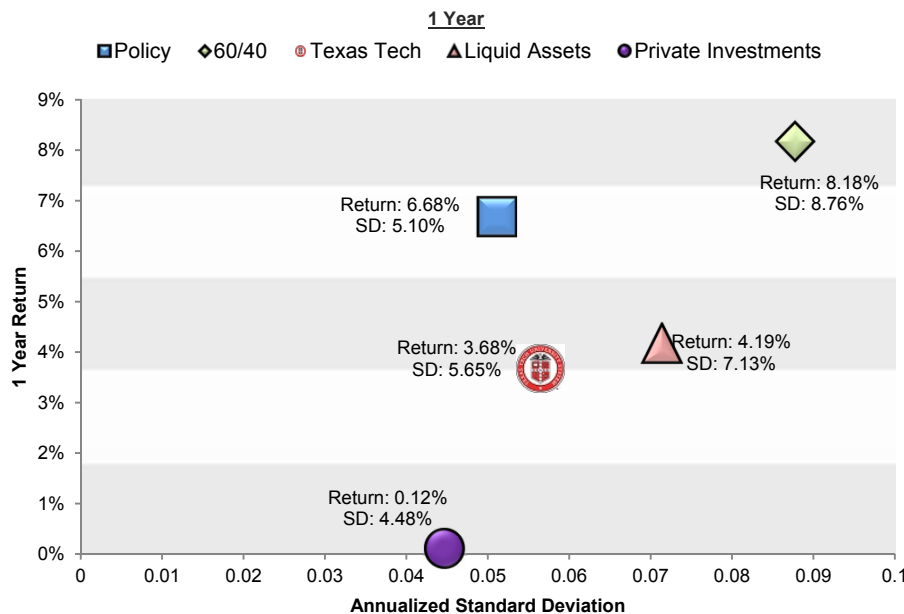 1 Year
Policy 60/40 Texas Tech Liquid Assets Private Investments
9%
8%
7%
6%
5%
4%
3%
2%
1%
0%
1 Year Return
Return: 8.18%
SD: 8.76%
Return: 6.68%
SD: 5.10%
Return: 3.68%
SD: 5.65%
Return: 4.19%
SD: 7.13%
Return: 0.12%
SD: 4.48%
0 0.01 0.02 0.03 0.04 0.05 0.06 0.07 0.08 0.09 0.1
Annualized Standard Deviation